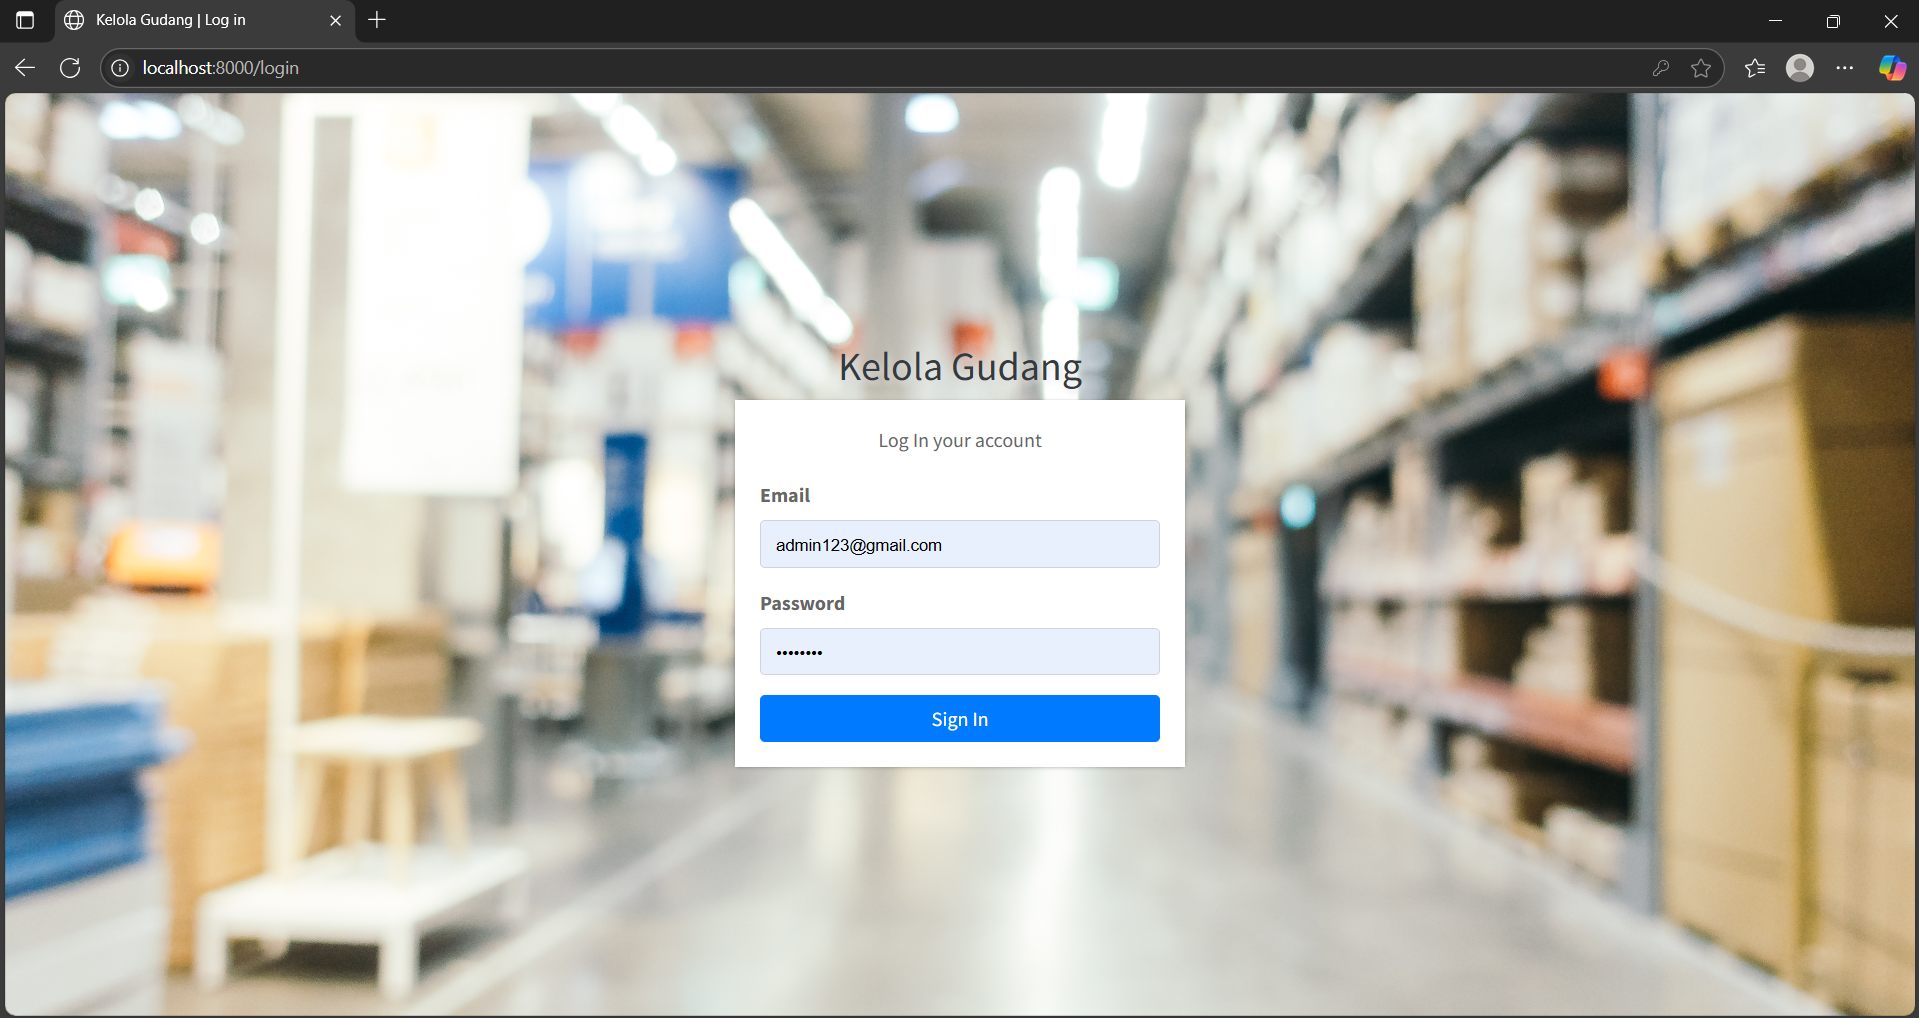 Kelola Gudang | Log in
localhost:8000/login
Kelola Gudang
Log In your account
Email
admin123@gmail.com
Password
••••••••
Sign In